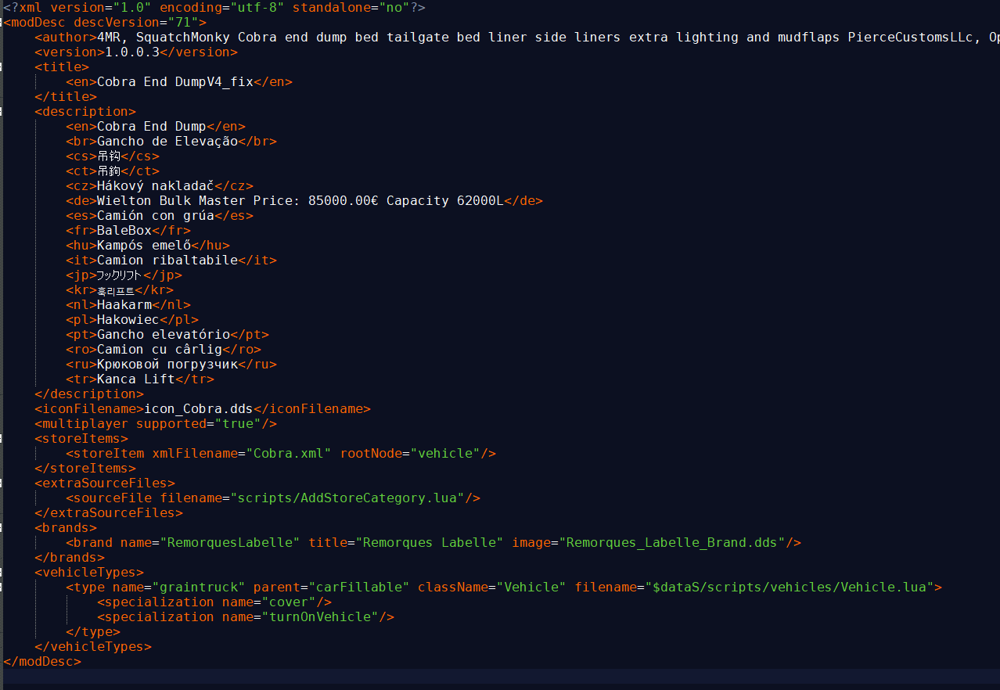 <?xml version="1.0" encoding="utf-8" standalone="no"?>
<modDesc descVersion="71">
<author>4MR, SquatchMonky Cobra end dump bed tailgate bed liner side liners extra lighting and mudflaps PierceCustomsLLc,
<version>1.0.0.3</version>
<title>
<en>Cobra End DumpV4_fix</en>
</title>
<description>
<en>Cobra End Dump</en>
<br>Gancho de Elevação</br>
<cs>吊钩</cs>
<ct>吊鉤</ct>
<cz>Hákový nakladač</cz>
<de>Wielton Bulk Master Price: 85000.00€ Capacity 62000L</de>
<es>Camión con grúa</es>
<fr>BaleBox</fr>
<hu>Kampós emelő</hu>
<it>Camion ribaltabile</it>
<jp>フックリフト</jp>
<kr>훅리프트</kr>
<nl>Haakarm</nl>
<pl>Hakowiec</pl>
<pt>Gancho elevatório</pt>
<ro>Camion cu cârlig</ro>
<ru>Крюковой погрузчик</ru>
<tr>Kanca Lift</tr>
</description>
<iconFilename>icon_Cobra.dds</iconFilename>
<multiplayer supported="true"/>
<storeItems>
<storeItem xmlFilename="Cobra.xml" rootNode="vehicle"/>
</storeItems>
<extraSourceFiles>
<sourceFile filename="scripts/AddStoreCategory.lua"/>
</extraSourceFiles>
<brands>
<brand name="RemorquesLabelle" title="Remorques Labelle" image="Remorques_Labelle_Brand.dds"/>
</brands>
<vehicleTypes>
<type name="graintruck" parent="carFillable" className="Vehicle" filename="$dataS/scripts/vehicles/Vehicle.lua">
<specialization name="cover"/>
<specialization name="turnOnVehicle"/>
</type>
</vehicleTypes>
</modDesc>